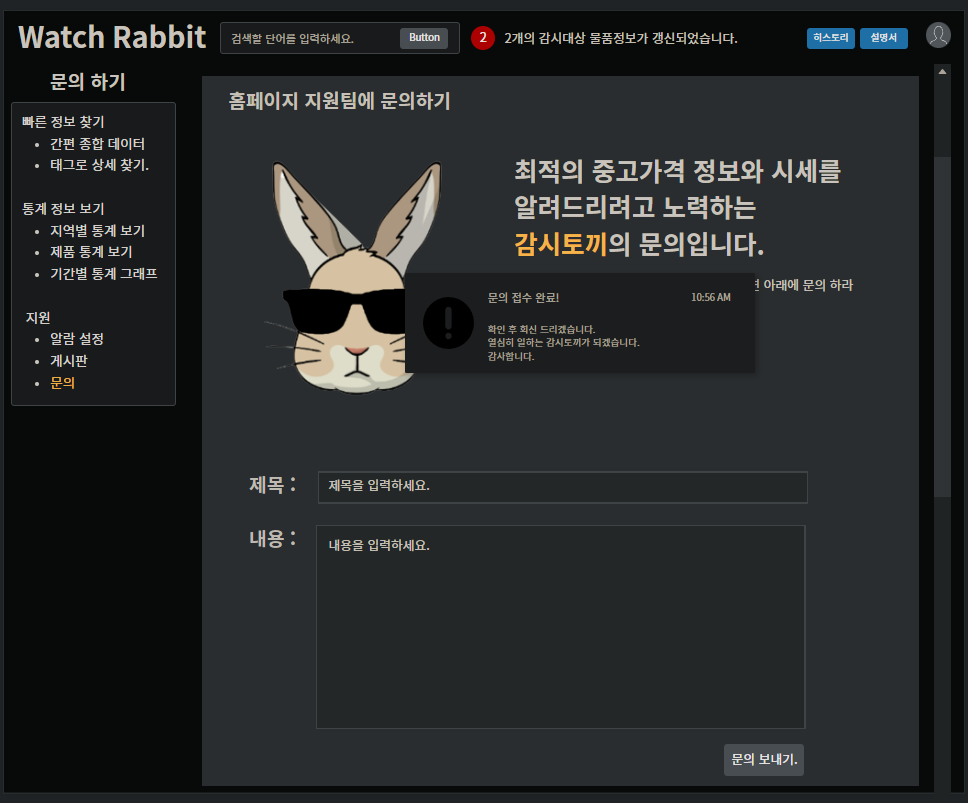 Watch Rabbit
검색할 단어를 입력하세요.
Button
2
2개의 감시대상 물품정보가 갱신되었습니다.
히스토리
설명서
문의 하기
빠른 정보 찾기
간편 종합 데이터
태그로 상세 찾기.
통계 정보 보기
지역별 통계 보기
제품 통계 보기
기간별 통계 그래프
지원
알람 설정
게시판
문의
홈페이지 지원팀에 문의하기
최적의 중고가격 정보와 시세를
알려드리려고 노력하는
감시토끼의 문의입니다.
아래에 문의 하라
문의 접수 완료!
10:56 AM
확인 후 회신 드리겠습니다.
열심히 일하는 감시토끼가 되겠습니다.
감사합니다.
제목 :
제목을 입력하세요.
내용 :
내용을 입력하세요.
문의 보내기.